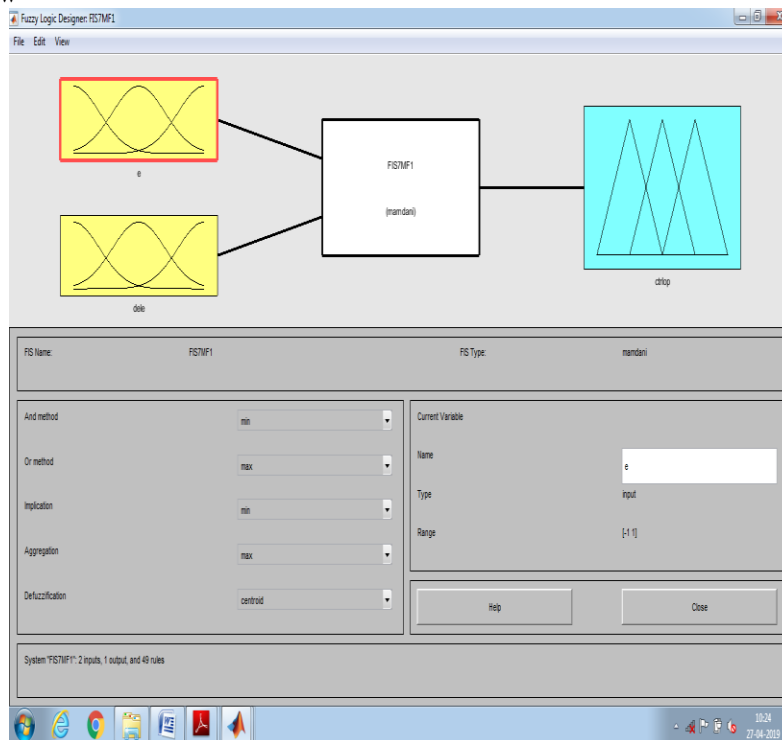 Fuzzy Logic Designer: FIS7MF1
File Edit View
e
FIS7MF1
(mamdani)
dele
ctrlop
FIS Name: FIS7MF1 FIS Type: mamdani
And method min
Or method max
Implication min
Aggregation max
Defuzzification centroid
Current Variable
Name e
Type input
Range [-1 1]
Help Close
System "FIS7MF1": 2 inputs, 1 output, and 49 rules
10:24
27-04-2019